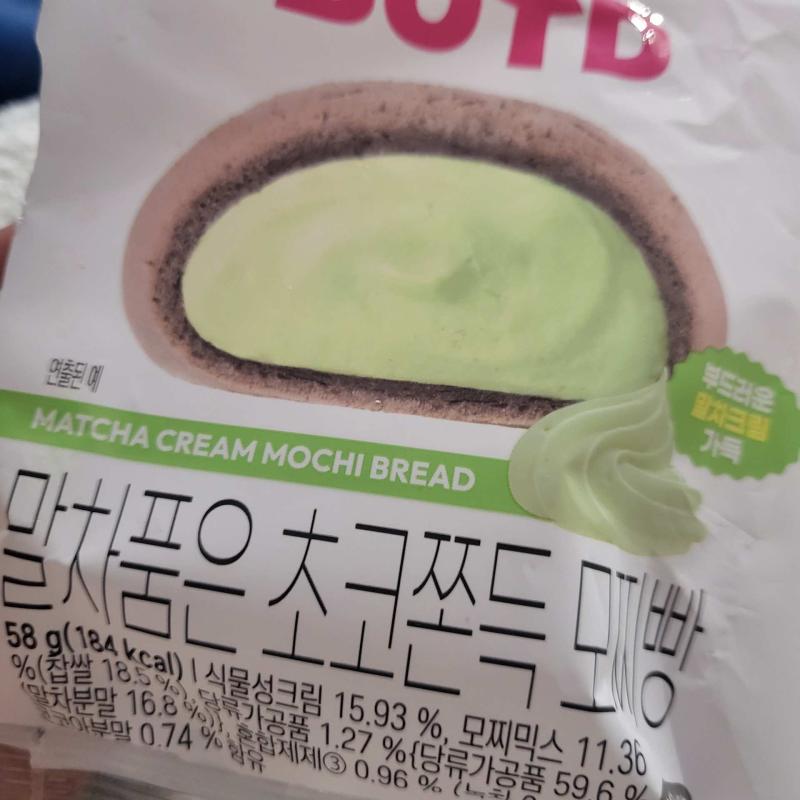 연출된 예
부드러운
말차크림
가득
MATCHA CREAM MOCHI BREAD
말차품은 초코쫀득 모찌빵
58 g(184 kcal) | 식물성크림 15.93 %, 모찌믹스 11.36
%(찹쌀 18.5 %), 당류가공품 1.27 %{당류가공품 59.6 %
(말차분말 16.8 %), 혼합제제③ 0.96 %
분말 0.74 % 함유